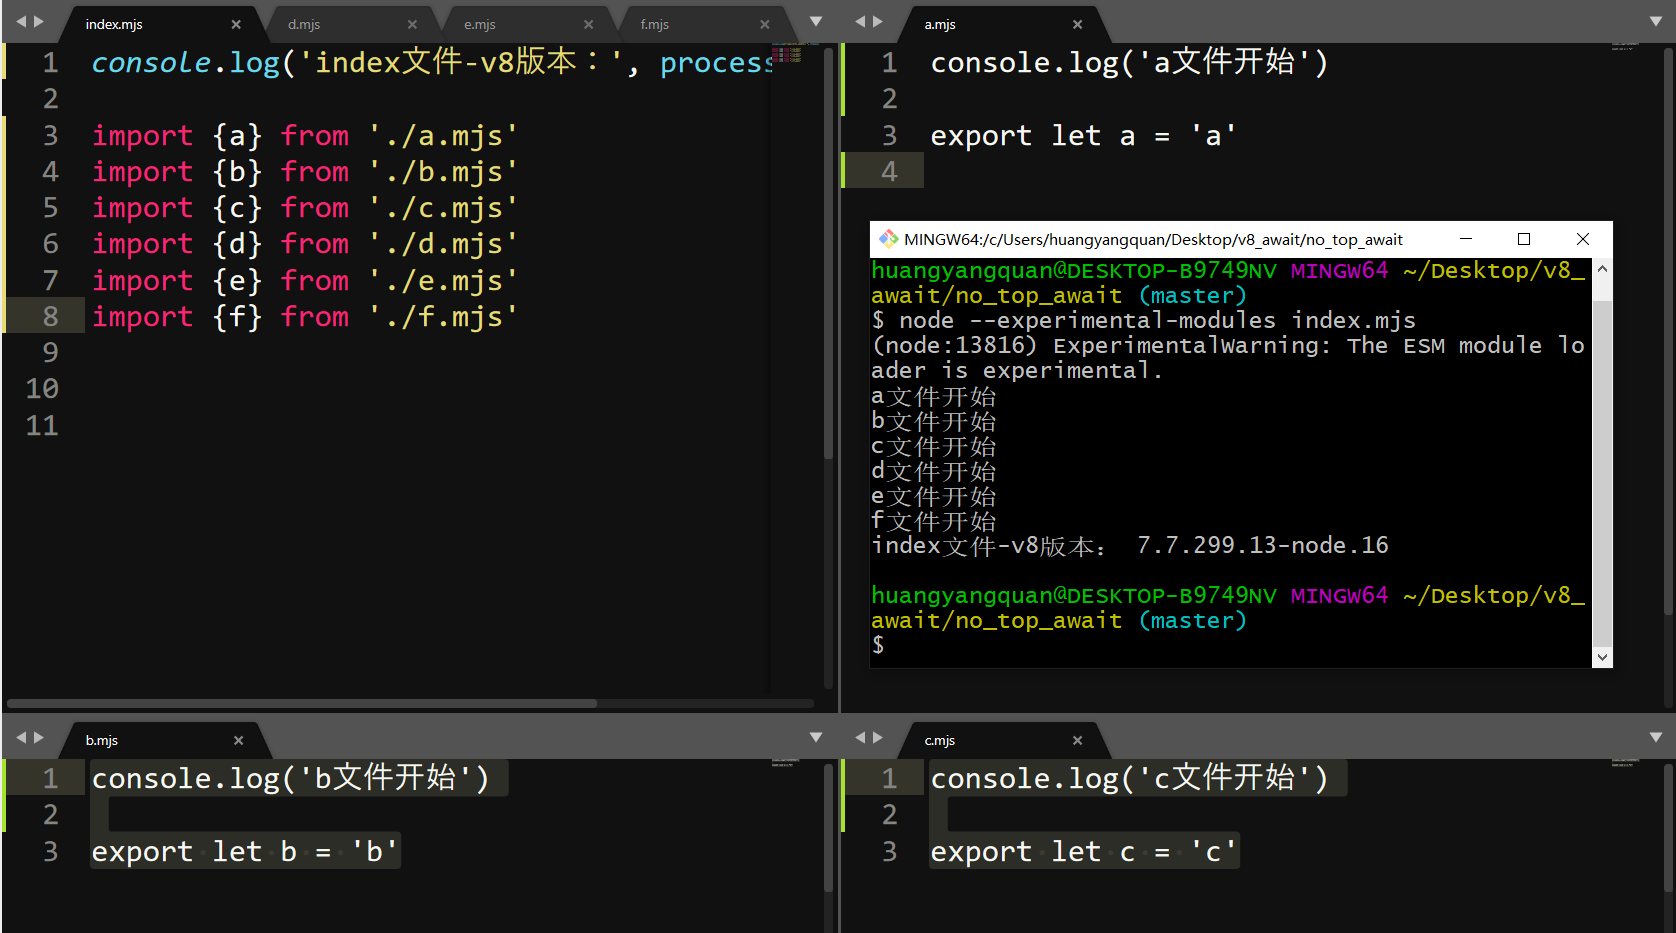 index.mjs
d.mjs
e.mjs
f.mjs
1 console.log('index文件-v8版本：', process
2
3 import {a} from './a.mjs'
4 import {b} from './b.mjs'
5 import {c} from './c.mjs'
6 import {d} from './d.mjs'
7 import {e} from './e.mjs'
8 import {f} from './f.mjs'
9
10
11
a.mjs
1 console.log('a文件开始')
2
3 export let a = 'a'
4
MINGW64:/c/Users/huangyangquan/Desktop/v8_await/no_top_await
huangyangquan@DESKTOP-B9749NV MINGW64 ~/Desktop/v8_
await/no_top_await (master)
$ node --experimental-modules index.mjs
(node:13816) ExperimentalWarning: The ESM module lo
ader is experimental.
a文件开始
b文件开始
c文件开始
d文件开始
e文件开始
f文件开始
index文件-v8版本： 7.7.299.13-node.16
huangyangquan@DESKTOP-B9749NV MINGW64 ~/Desktop/v8_
await/no_top_await (master)
$
b.mjs
1 console.log('b文件开始')
2
3 export let b = 'b'
c.mjs
1 console.log('c文件开始')
2
3 export let c = 'c'